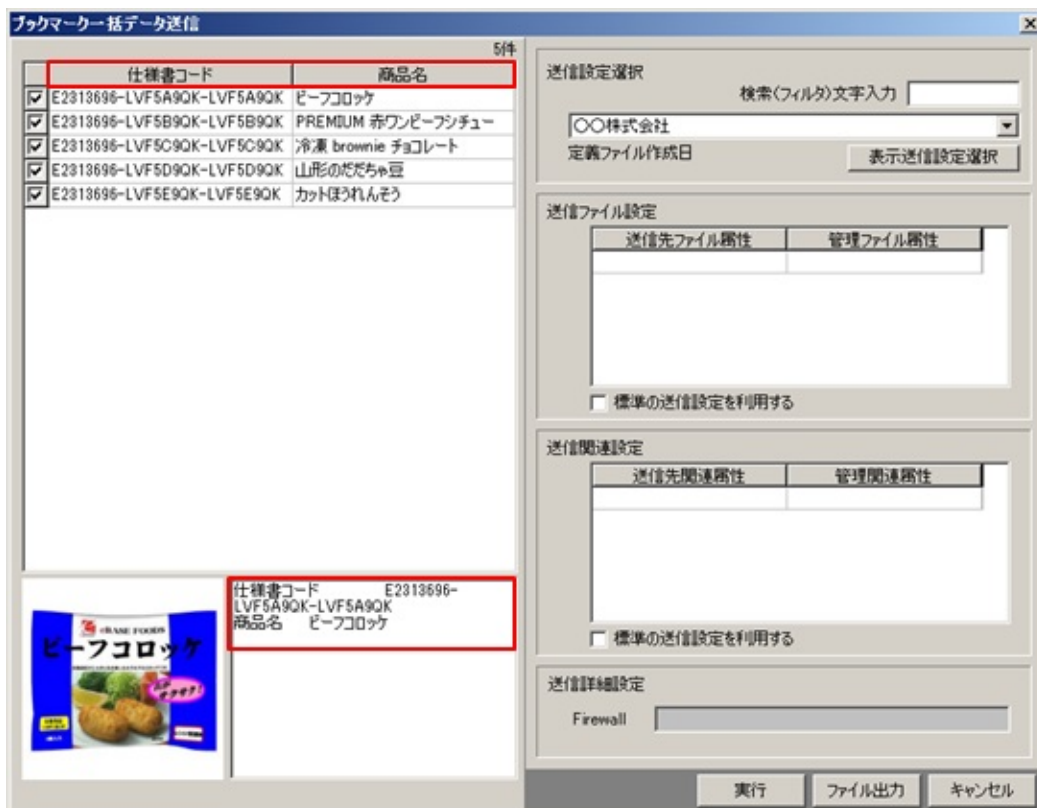 ブックマーク一括データ送信
5件
仕様書コード 商品名
E2313696-LVF5A9QK-LVF5A9QK ビーフコロッケ
E2313696-LVF5B9QK-LVF5B9QK PREMIUM 赤ワンビーフシチュー
E2313696-LVF5C9QK-LVF5C9QK 冷凍 brownie チョコレート
E2313696-LVF5D9QK-LVF5D9QK 山形のだだちゃ豆
E2313696-LVF5E9QK-LVF5E9QK カットほうれんそう
仕様書コード E2313696-
LVF5A9QK-LVF5A9QK
商品名 ビーフコロッケ
eBASE FOODS
ビーフコロッケ
サクサク!
送信設定選択
検索(フィルタ)文字入力
〇〇株式会社
定義ファイル作成日 表示送信設定選択
送信ファイル設定
送信先ファイル属性 管理ファイル属性
標準の送信設定を利用する
送信関連設定
送信先関連属性 管理関連属性
標準の送信設定を利用する
送信詳細設定
Firewall
実行 ファイル出力 キャンセル